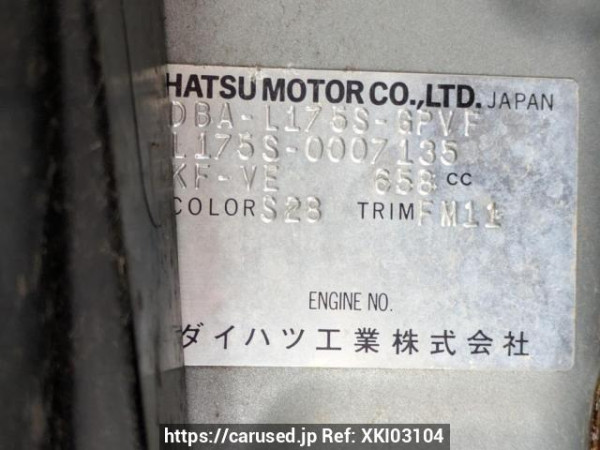 HATSU MOTOR CO.,LTD. JAPAN
DBA-L175S-GPVF
L175S-0007135
KF-VE 658 CC
COLOR S28 TRIM FM11
ENGINE NO.
ダイハツ工業株式会社
https://carused.jp Ref: XKI03104